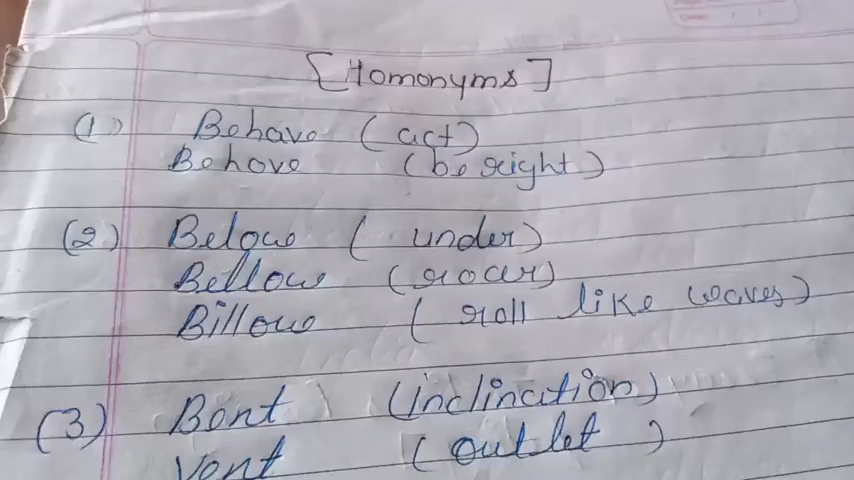 [Homonyms]
(1) Behave (act)
Behove (be right)
(2) Below (under)
Bellow (roar)
Billow (roll like waves)
(3) Bent (inclination)
Vent (outlet)